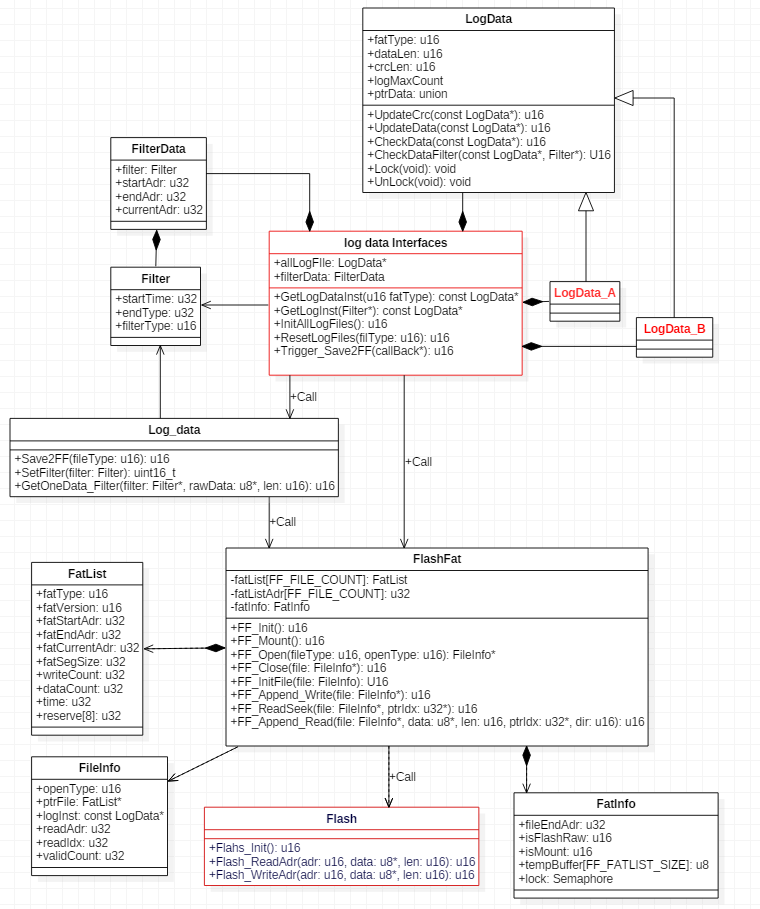 LogData
+fatType: u16
+dataLen: u16
+crcLen: u16
+logMaxCount
+ptrData: union
+UpdateCrc(const LogData*): u16
+UpdateData(const LogData*): u16
+CheckData(const LogData*): u16
+CheckDataFilter(const LogData*, Filter*): U16
+Lock(void): void
+UnLock(void): void
FilterData
+filter: Filter
+startAdr: u32
+endAdr: u32
+currentAdr: u32
log data Interfaces
+allLogFIle: LogData*
+filterData: FilterData
+GetLogDataInst(u16 fatType): const LogData*
+GetLogInst(Filter*): const LogData*
+InitAllLogFiles(): u16
+ResetLogFiles(filType: u16): u16
+Trigger_Save2FF(callBack*): u16
Filter
+startTime: u32
+endType: u32
+filterType: u16
LogData_A
LogData_B
+Call
Log_data
+Save2FF(fileType: u16): u16
+SetFilter(filter: Filter): uint16_t
+GetOneData_Filter(filter: Filter*, rawData: u8*, len: u16): u16
+Call
+Call
FlashFat
-fatList[FF_FILE_COUNT]: FatList
-fatListAdr[FF_FILE_COUNT]: u32
-fatInfo: FatInfo
+FF_Init(): u16
+FF_Mount(): u16
+FF_Open(fileType: u16, openType: u16): FileInfo*
+FF_Close(file: FileInfo*): u16
+FF_InitFile(file: FileInfo): U16
+FF_Append_Write(file: FileInfo*): u16
+FF_ReadSeek(file: FileInfo*, ptrIdx: u32*): u16
+FF_Append_Read(file: FileInfo*, data: u8*, len: u16, ptrIdx: u32*, dir: u16): u16
FatList
+fatType: u16
+fatVersion: u16
+fatStartAdr: u32
+fatEndAdr: u32
+fatCurrentAdr: u32
+fatSegSize: u32
+writeCount: u32
+dataCount: u32
+time: u32
+reserve[8]: u32
FileInfo
+openType: u16
+ptrFile: FatList*
+logInst: const LogData*
+readAdr: u32
+readIdx: u32
+validCount: u32
+Call
Flash
+Flahs_Init(): u16
+Flash_ReadAdr(adr: u16, data: u8*, len: u16): u16
+Flash_WriteAdr(adr: u16, data: u8*, len: u16): u16
FatInfo
+fileEndAdr: u32
+isFlashRaw: u16
+isMount: u16
+tempBuffer[FF_FATLIST_SIZE]: u8
+lock: Semaphore